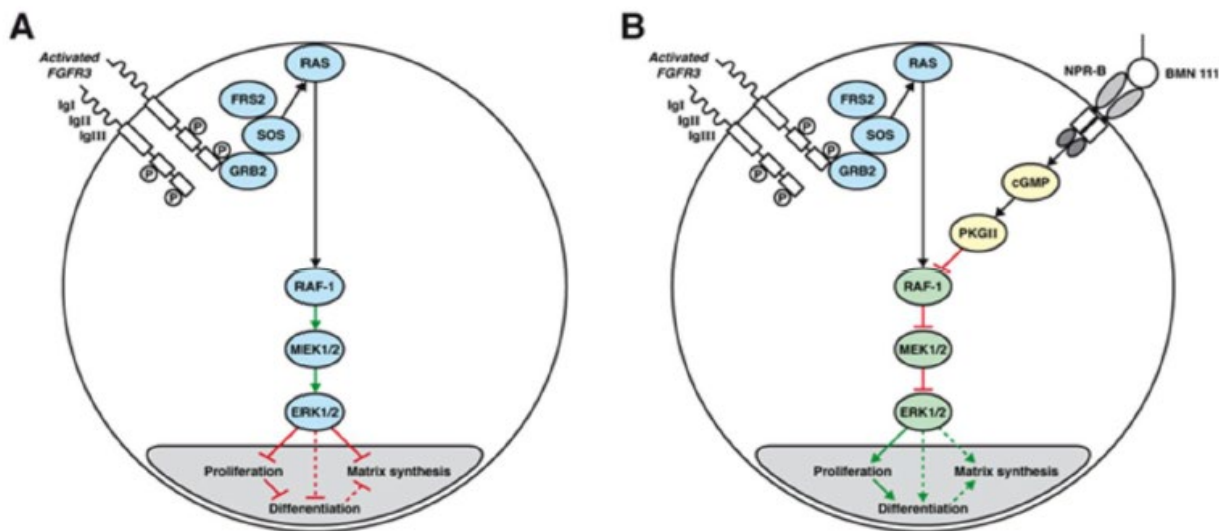 A
Activated
FGFR3
IgI
IgII
IgIII
P
P
P
P
FRS2
SOS
GRB2
RAS
RAF-1
MEK1/2
ERK1/2
Proliferation
Matrix synthesis
Differentiation
B
Activated
FGFR3
IgI
IgII
IgIII
P
P
P
P
FRS2
SOS
GRB2
RAS
NPR-B
BMN 111
cGMP
PKGII
RAF-1
MEK1/2
ERK1/2
Proliferation
Matrix synthesis
Differentiation